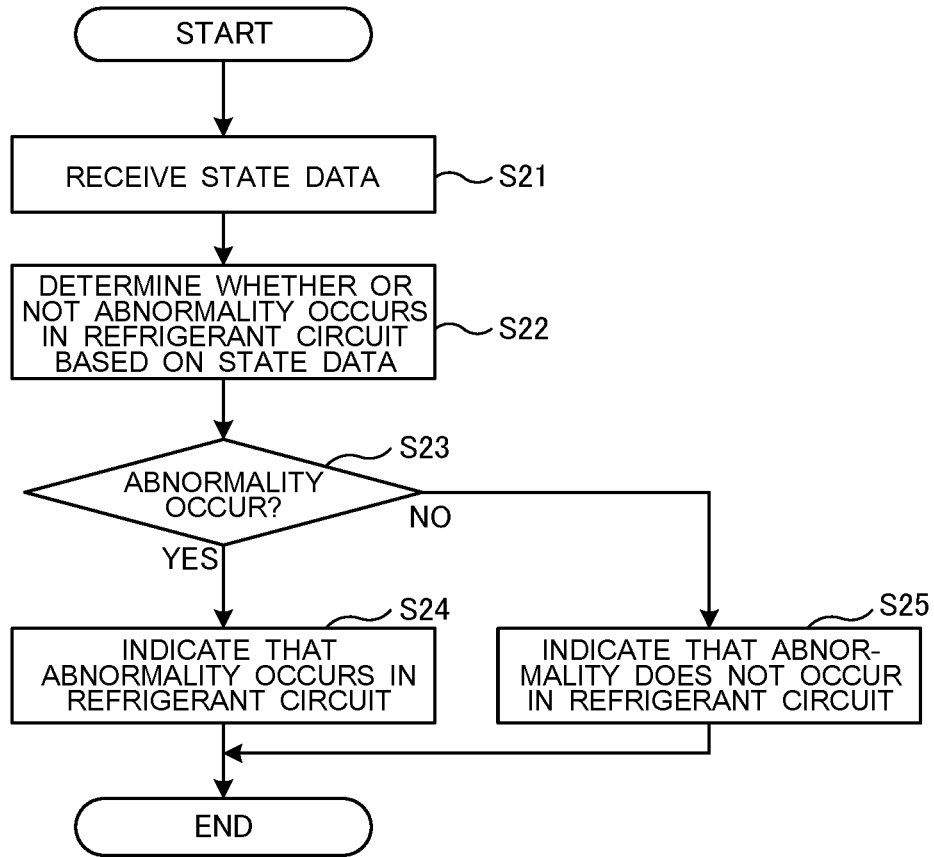 START
RECEIVE STATE DATA
S21
DETERMINE WHETHER OR
NOT ABNORMALITY OCCURS
IN REFRIGERANT CIRCUIT
BASED ON STATE DATA
S22
S23
ABNORMALITY
OCCUR?
NO
YES
S24
INDICATE THAT
ABNORMALITY OCCURS IN
REFRIGERANT CIRCUIT
S25
INDICATE THAT ABNOR-
MALITY DOES NOT OCCUR
IN REFRIGERANT CIRCUIT
END